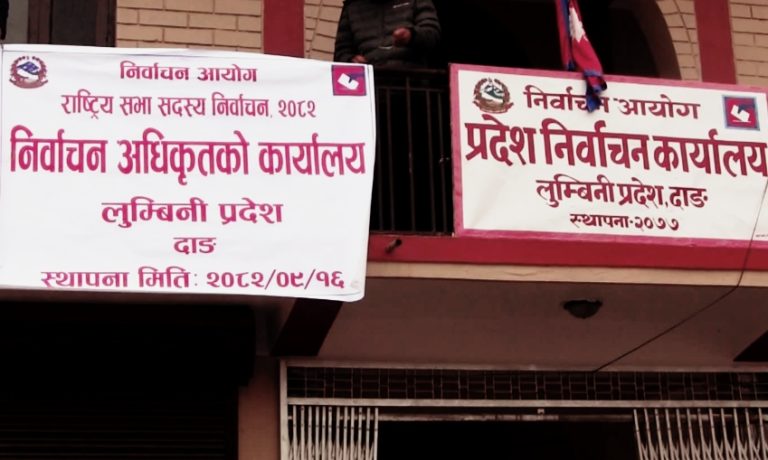 निर्वाचन आयोग
राष्ट्रिय सभा सदस्य निर्वाचन, २०८२
निर्वाचन अधिकृतको कार्यालय
लुम्बिनी प्रदेश
दाङ
स्थापना मिति: २०८२/०९/१६
निर्वाचन आयोग
प्रदेश निर्वाचन कार्यालय
लुम्बिनी प्रदेश, दाङ
स्थापना-२०७७